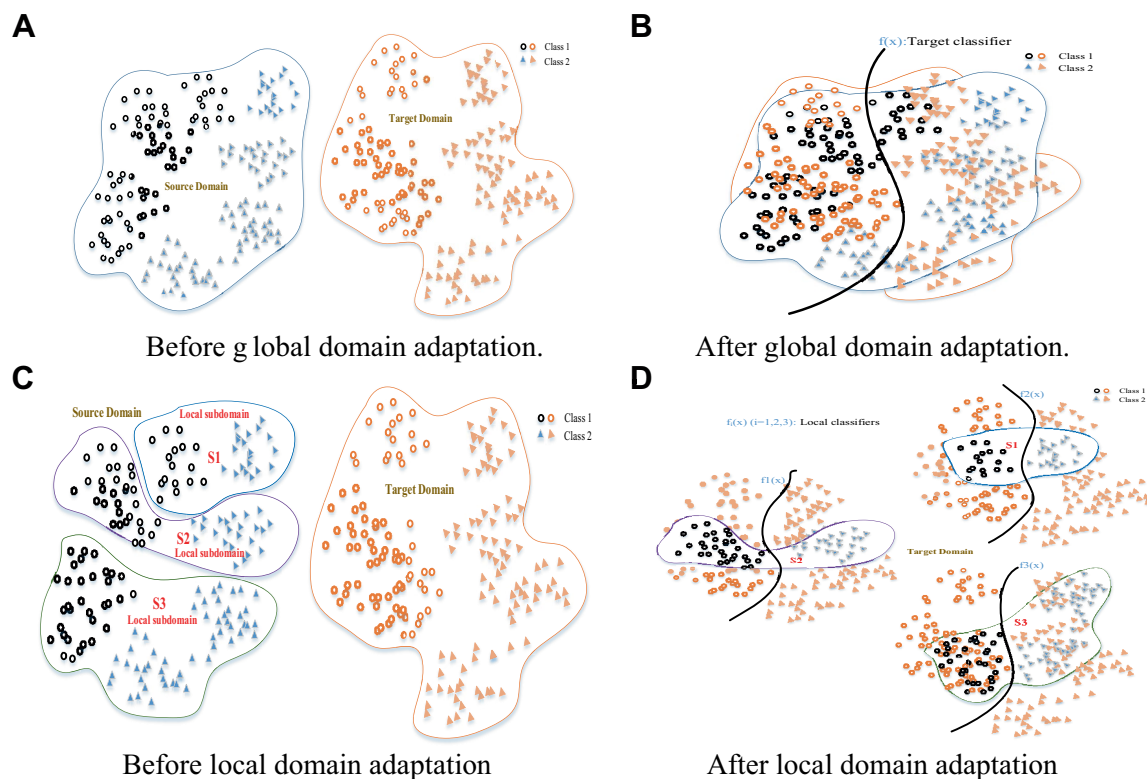 A
Class 1
Class 2
Target Domain
Source Domain
Before g lobal domain adaptation.
B
f(x):Target classifier
Class 1
Class 2
After global domain adaptation.
C
Source Domain
Local subdomain
S1
S2
Local subdomain
S3
Local subdomain
Class 1
Class 2
Target Domain
Before local domain adaptation
D
f2(x)
Class 1
Class 2
fi(x) (i=1,2,3): Local classifiers
S1
f1(x)
S2
Target Domain
f3(x)
S3
After local domain adaptation